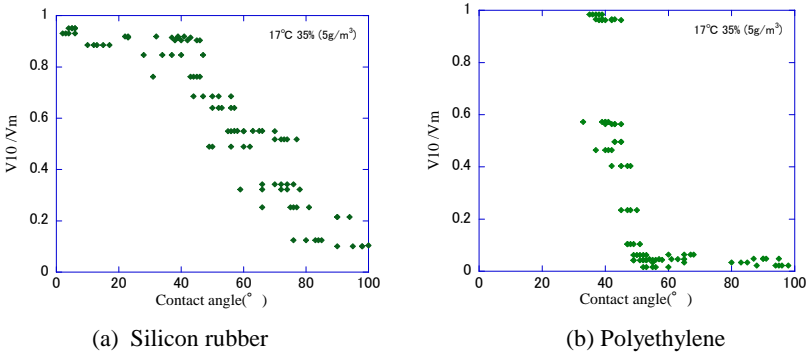 1
0.8
0.6
0.4
0.2
0
V10 /Vm
17℃ 35% (5g/m³)
0 20 40 60 80 100
Contact angle(°)
(a) Silicon rubber
1
0.8
0.6
0.4
0.2
0
V10 /Vm
17℃ 35% (5g/m³)
0 20 40 60 80 100
Contact angle(°)
(b) Polyethylene